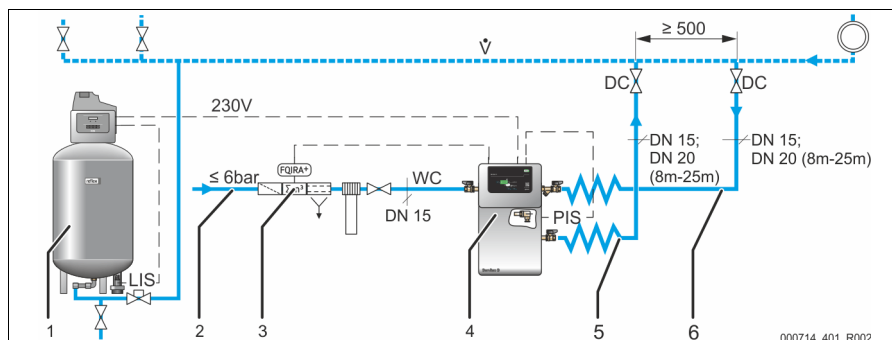 ≥ 500
V̇
DC
DC
230V
DN 15;
DN 20
(8m-25m)
DN 15;
DN 20 (8m-25m)
FQIRA+
≤ 6bar
WC
DN 15
PIS
reflex
LIS
1
2
3
4
5
6
000714_401_R002